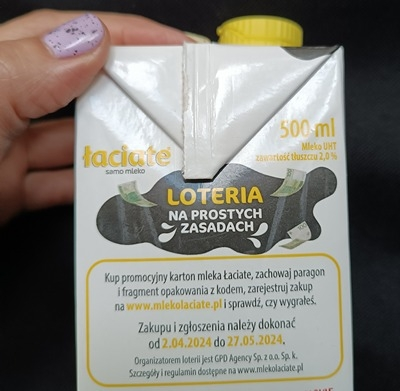 500 ml
Mleko UHT
zawartość tłuszczu 2,0%
łaciate®
samo mleko
LOTERIA
NA PROSTYCH
ZASADACH
Kup promocyjny karton mleka Łaciate, zachowaj paragon
i fragment opakowania z kodem, zarejestruj zakup
na www.mlekolaciate.pl i sprawdź, czy wygrałeś.
Zakupu i zgłoszenia należy dokonać
od 2.04.2024 do 27.05.2024.
Organizatorem loterii jest GPD Agency Sp. z o.o. Sp. k.
Szczegóły i regulamin dostępne na www.mlekolaciate.pl